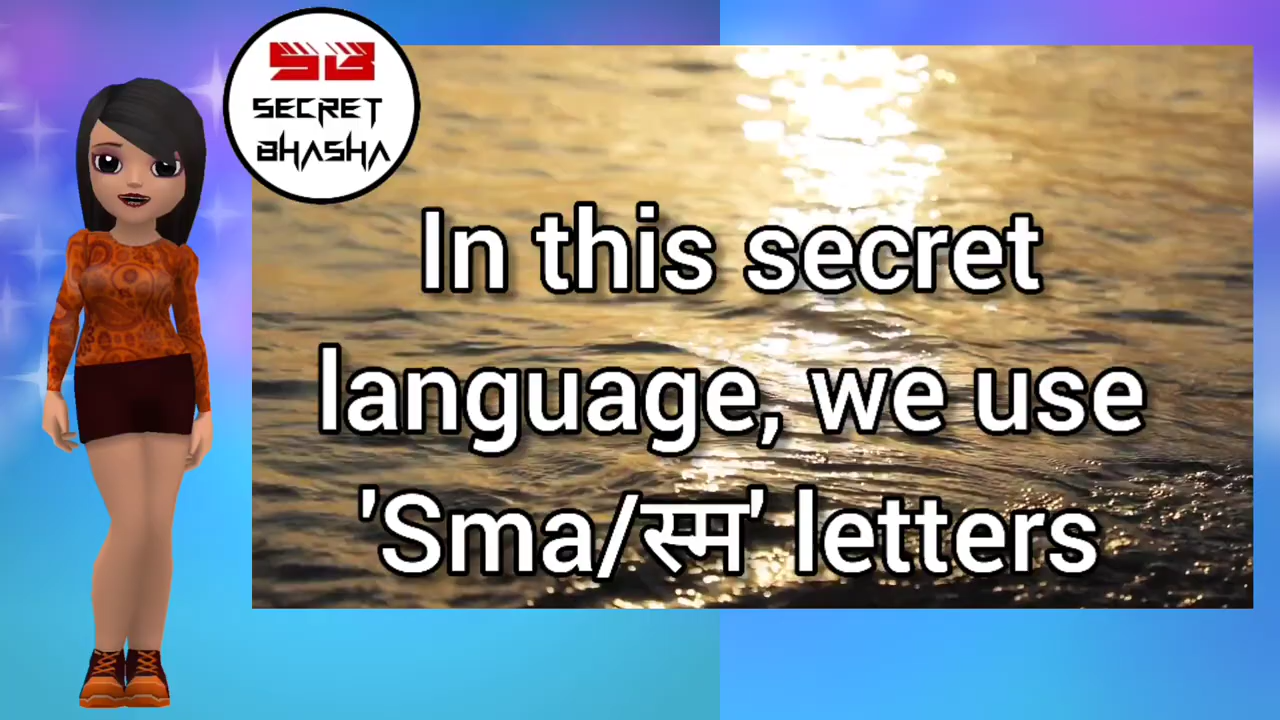 SB
SECRET
BHASHA
In this secret
language, we use
'Sma/स्म' letters